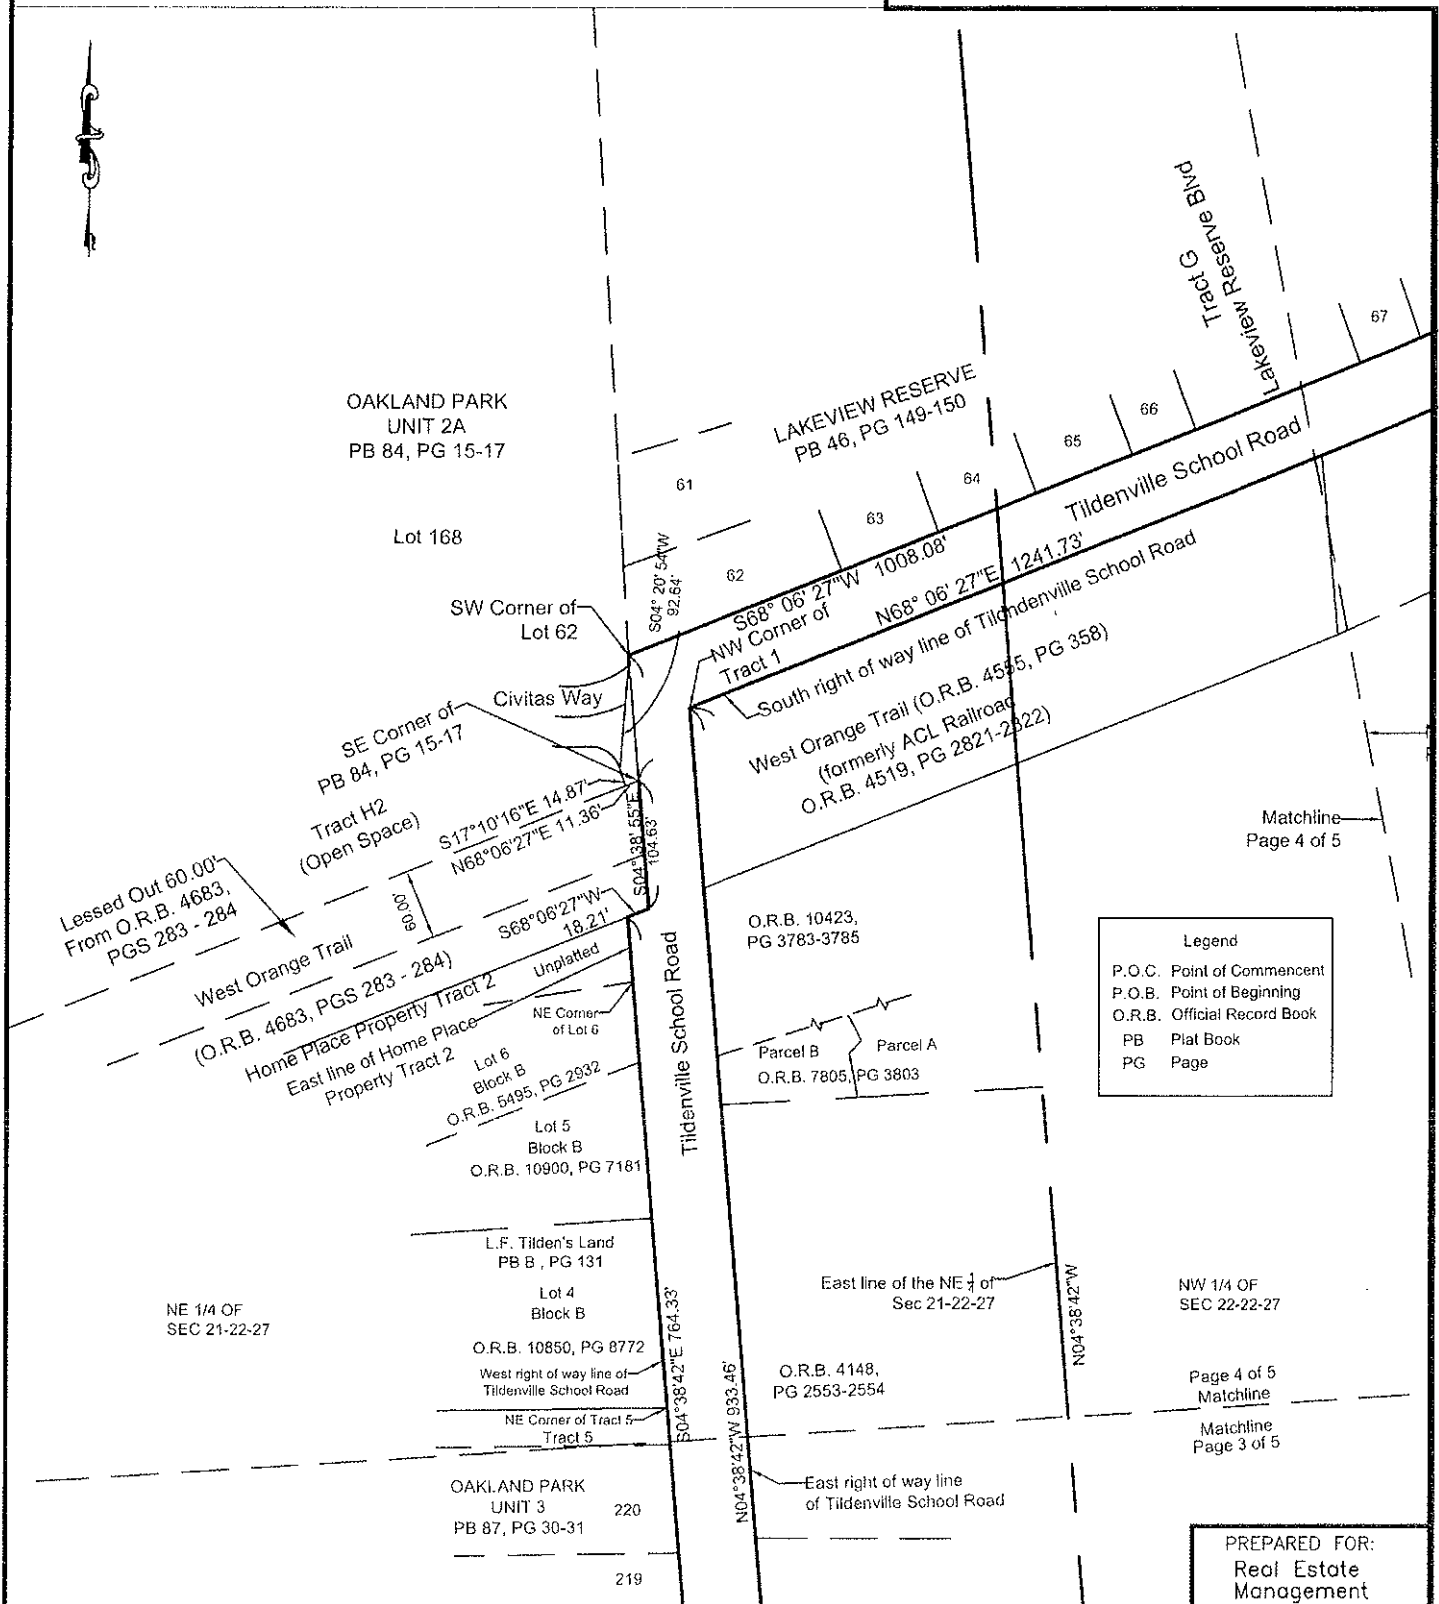 Tract G
Lakeview Reserve Blvd
67
66
65
64
63
62
61
LAKEVIEW RESERVE
PB 46, PG 149-150
OAKLAND PARK
UNIT 2A
PB 84, PG 15-17
Lot 168
Tildenville School Road
S04° 20' 54"W
92.64'
S68° 06' 27"W 1008.08'
N68° 06' 27"E 1241.73'
SW Corner of
Lot 62
NW Corner of
Tract 1
South right of way line of Tilcndenville School Road
Civitas Way
SE Corner of
PB 84, PG 15-17
West Orange Trail (O.R.B. 4555, PG 358)
(formerly ACL Railroad
O.R.B. 4519, PG 2821-2822)
Tract H2
(Open Space)
S17°10'16"E 14.87'
N68°06'27"E 11.36'
S04°38'55"E
104.63'
Matchline
Page 4 of 5
Lessed Out 60.00'
From O.R.B. 4683,
PGS 283 - 284
60.00'
S68°06'27"W
18.21'
West Orange Trail
(O.R.B. 4683, PGS 283 - 284)
Unplatted
Home Place Property Tract 2
East line of Home Place
Property Tract 2
NE Corner
of Lot 6
Lot 6
Block B
O.R.B. 5495, PG 2932
Tildenville School Road
O.R.B. 10423,
PG 3783-3785
Parcel B
Parcel A
O.R.B. 7805, PG 3803
Legend
P.O.C. Point of Commencent
P.O.B. Point of Beginning
O.R.B. Official Record Book
PB Plat Book
PG Page
Lot 5
Block B
O.R.B. 10900, PG 7181
L.F. Tilden's Land
PB B , PG 131
Lot 4
Block B
O.R.B. 10850, PG 8772
West right of way line of
Tildenville School Road
NE Corner of Tract 5
Tract 5
NE 1/4 OF
SEC 21-22-27
S04°38'42"E 764.33'
N04°38'42"W 933.46'
East line of the NE 1/4 of
Sec 21-22-27
N04°38'42"W
NW 1/4 OF
SEC 22-22-27
O.R.B. 4148,
PG 2553-2554
Page 4 of 5
Matchline
Matchline
Page 3 of 5
OAKLAND PARK
UNIT 3
PB 87, PG 30-31
220
219
East right of way line
of Tildenville School Road
PREPARED FOR:
Real Estate
Management